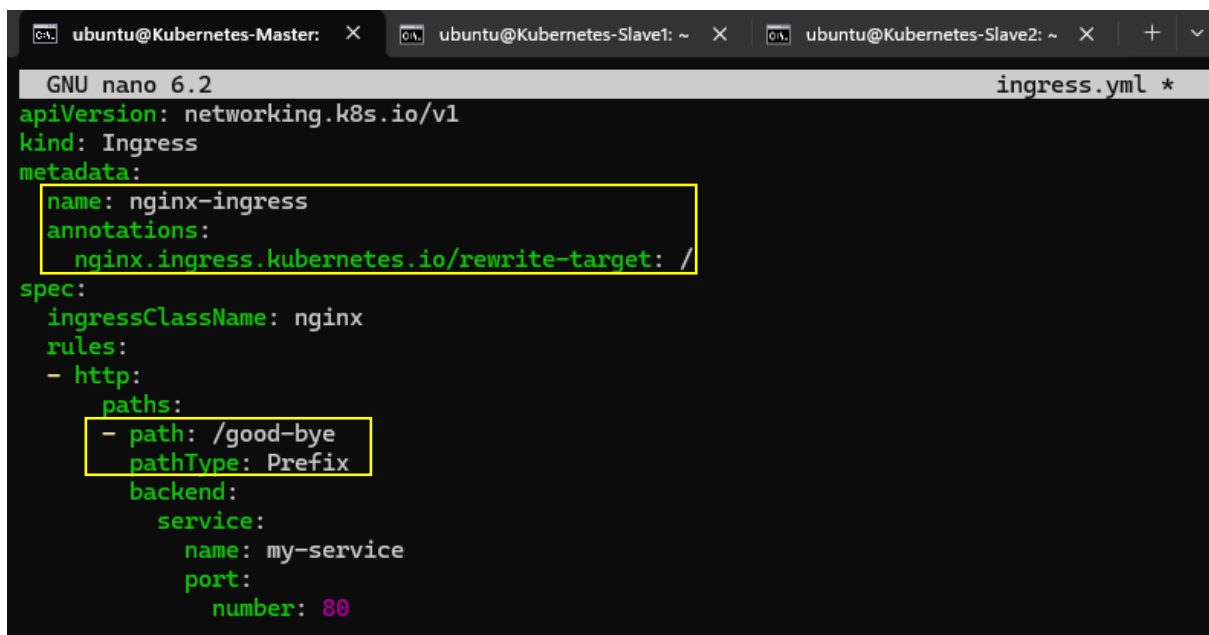 ubuntu@Kubernetes-Master:
ubuntu@Kubernetes-Slave1: ~
ubuntu@Kubernetes-Slave2: ~
GNU nano 6.2 ingress.yml *
apiVersion: networking.k8s.io/v1
kind: Ingress
metadata:
  name: nginx-ingress
  annotations:
    nginx.ingress.kubernetes.io/rewrite-target: /
spec:
  ingressClassName: nginx
  rules:
  - http:
      paths:
      - path: /good-bye
        pathType: Prefix
        backend:
          service:
            name: my-service
            port:
              number: 80